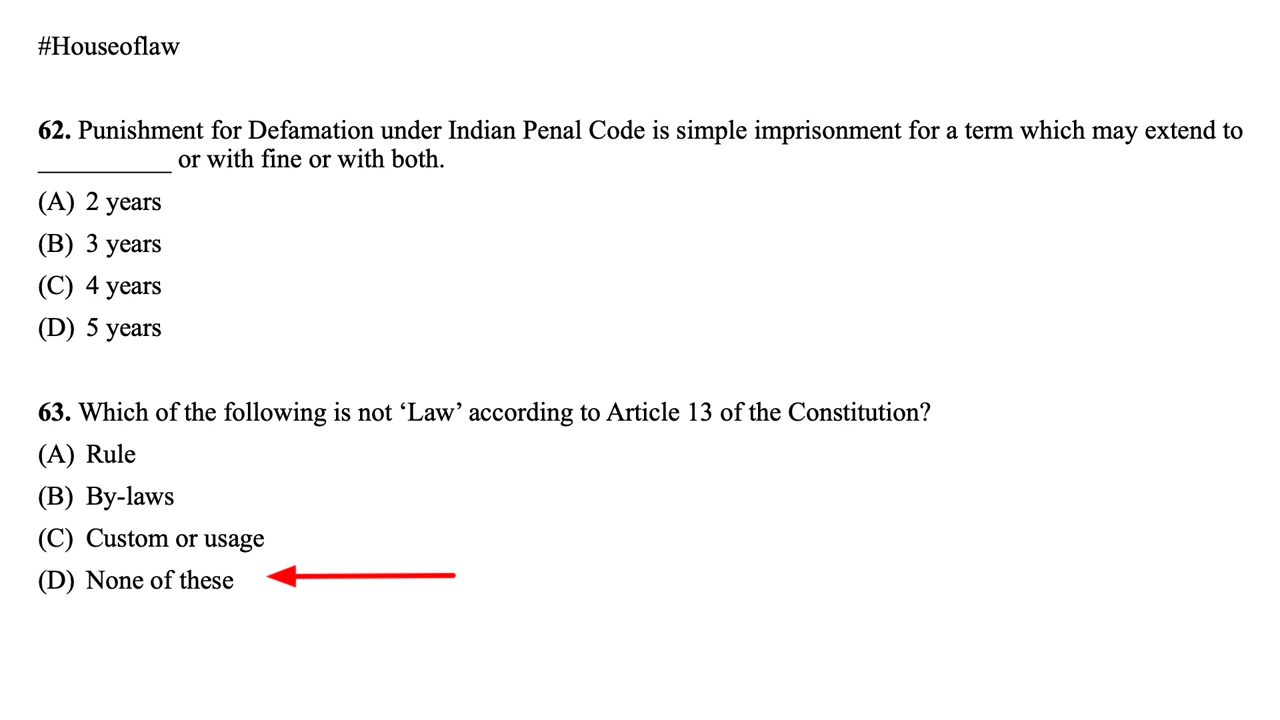 #Houseoflaw
62. Punishment for Defamation under Indian Penal Code is simple imprisonment for a term which may extend to
__________ or with fine or with both.
(A) 2 years
(B) 3 years
(C) 4 years
(D) 5 years
63. Which of the following is not ‘Law’ according to Article 13 of the Constitution?
(A) Rule
(B) By-laws
(C) Custom or usage
(D) None of these